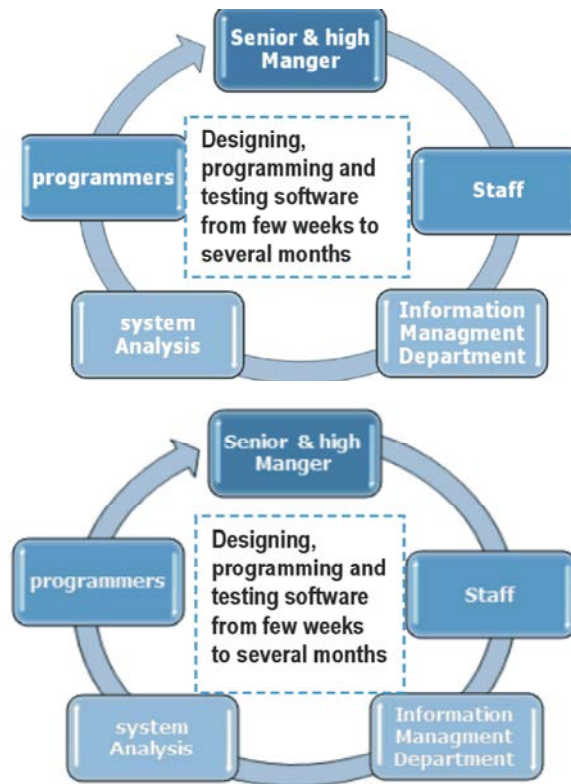 Senior & high
Manger
Designing,
programming and
testing software
from few weeks to
several months
programmers
Staff
system
Analysis
Information
Managment
Department
Senior & high
Manger
Designing,
programming and
testing software
from few weeks
to several months
programmers
Staff
system
Analysis
Information
Managment
Department